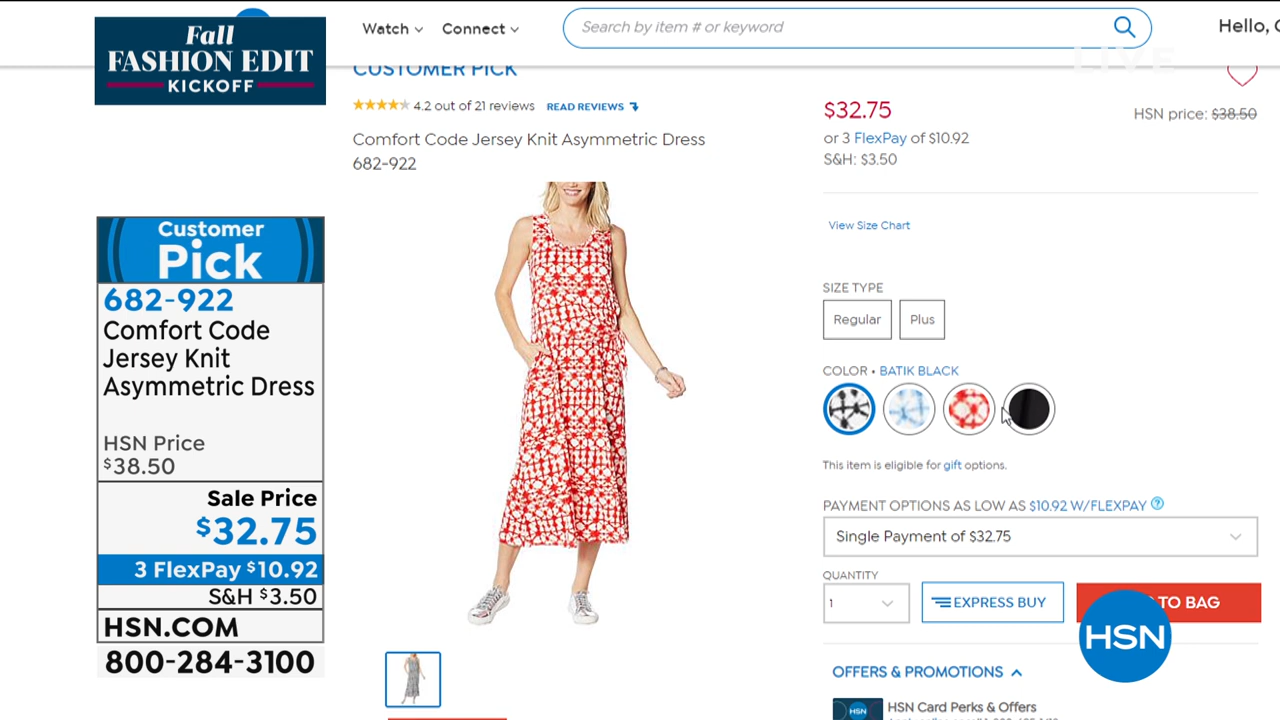 Fall
FASHION EDIT
KICKOFF
Watch
Connect
Search by item # or keyword
Hello,
LIVE
CUSTOMER PICK
4.2 out of 21 reviews READ REVIEWS
Comfort Code Jersey Knit Asymmetric Dress
682-922
$32.75
HSN price: $38.50
or 3 FlexPay of $10.92
S&H: $3.50
View Size Chart
SIZE TYPE
Regular Plus
COLOR • BATIK BLACK
This item is eligible for gift options.
PAYMENT OPTIONS AS LOW AS $10.92 W/FLEXPAY ?
Single Payment of $32.75
QUANTITY
1
EXPRESS BUY
TO BAG
OFFERS & PROMOTIONS
HSN
HSN Card Perks & Offers
Customer
Pick
682-922
Comfort Code
Jersey Knit
Asymmetric Dress
HSN Price
$38.50
Sale Price
$32.75
3 FlexPay $10.92
S&H $3.50
HSN.COM
800-284-3100
HSN